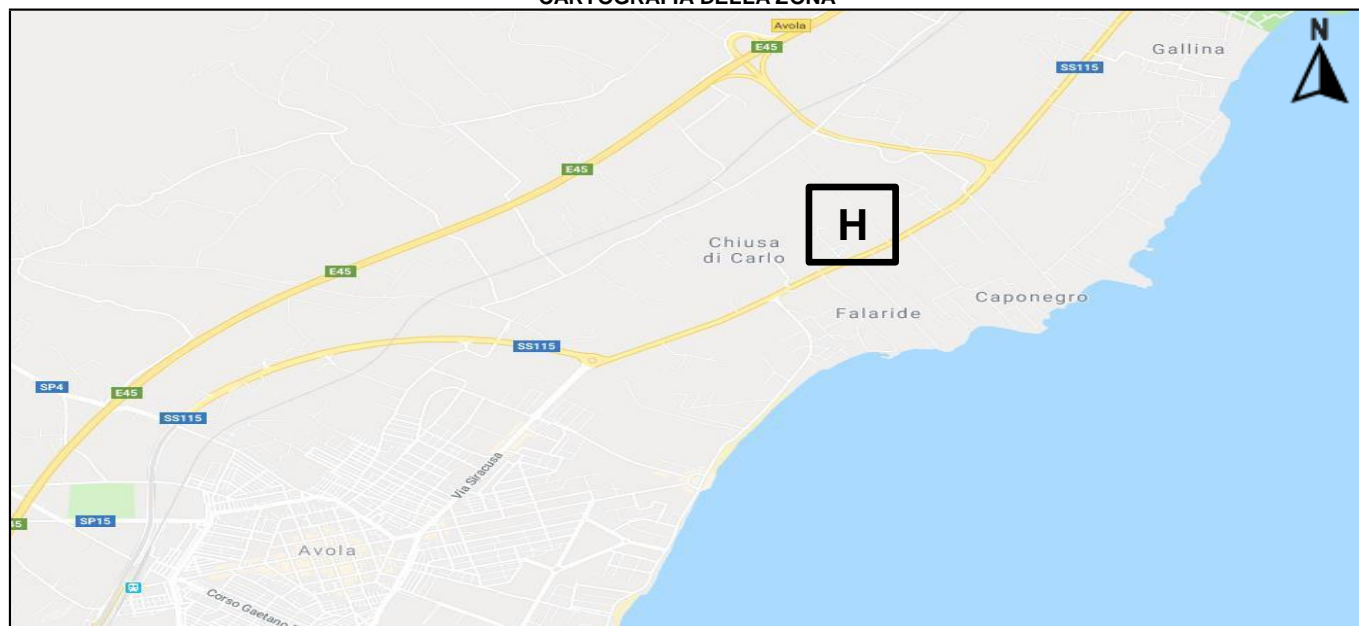 CARTOGRAFIA DELLA ZONA
Avola
N
E45
Gallina
SS115
E45
H
Chiusa
di Carlo
E45
Caponegro
Falaride
SS115
SP4
E45
SS115
Via Siracusa
45
SP15
Avola
Corso Gaetano